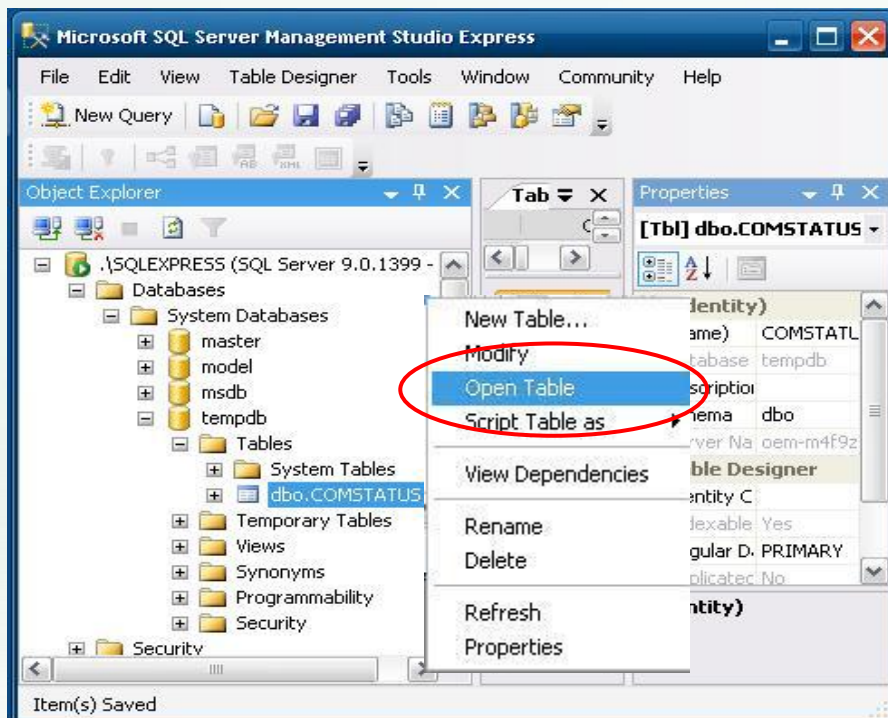 Microsoft SQL Server Management Studio Express
File Edit View Table Designer Tools Window Community Help
New Query
Object Explorer
.\SQLEXPRESS (SQL Server 9.0.1399 -
Databases
System Databases
master
model
msdb
tempdb
Tables
System Tables
dbo.COMSTATUS
Temporary Tables
Views
Synonyms
Programmability
Security
Security
Tab
New Table...
Modify
Open Table
Script Table as
View Dependencies
Rename
Delete
Refresh
Properties
Properties
[Tbl] dbo.COMSTATUS
dentity)
ame) COMSTATU
tabase tempdb
scription
hema dbo
rver Na oem-m4f9z
ble Designer
entity C
dexable Yes
gular D. PRIMARY
plicated No
ntity)
Item(s) Saved